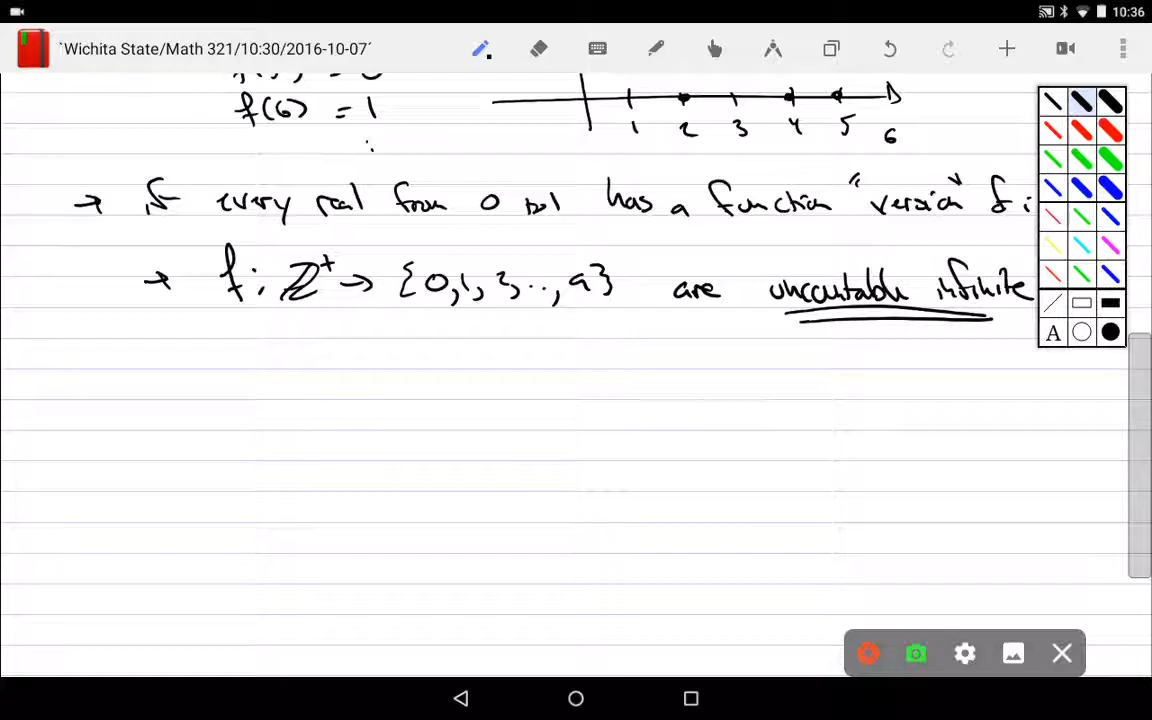 10:36
`Wichita State/Math 321/10:30/2016-10-07´
f(6) = 1
1 2 3 4 5 6
→ if every real from 0 to 1 has a function "version" f i
→ f: ℤ⁺ → {0,1,2,..,9} are uncountable infinite
A